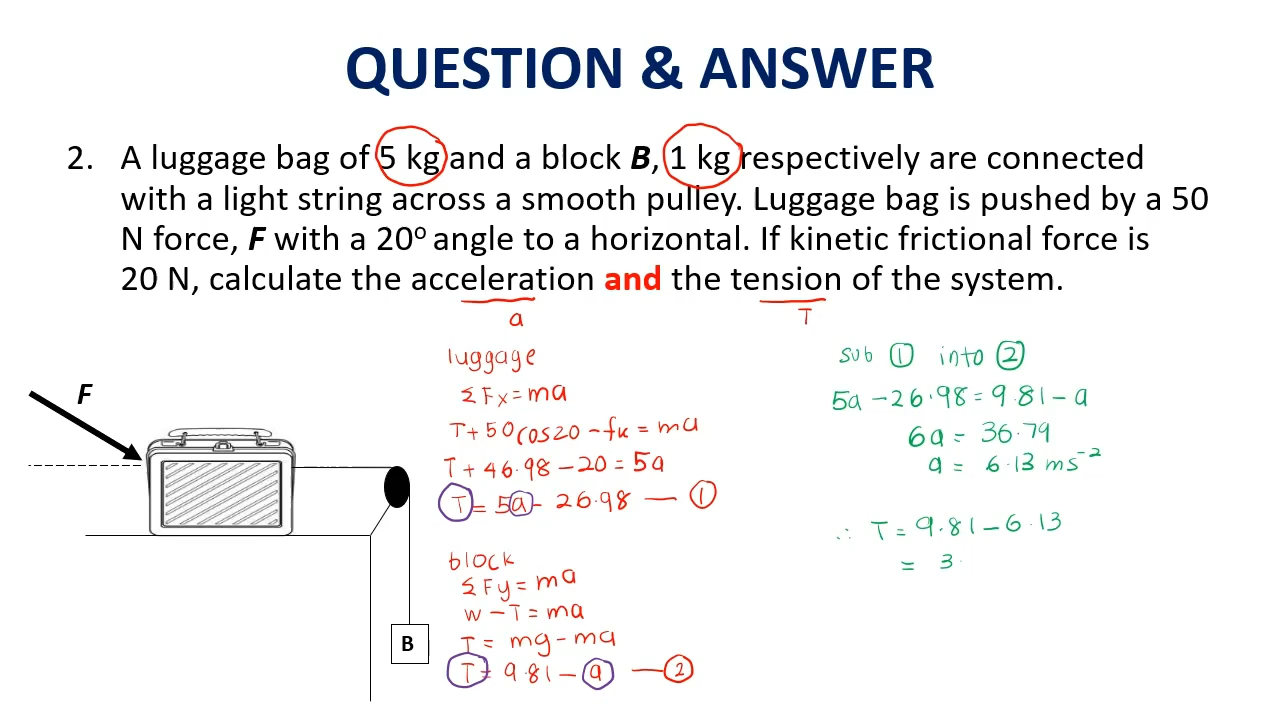 QUESTION & ANSWER
2. A luggage bag of 5 kg and a block B, 1 kg respectively are connected
with a light string across a smooth pulley. Luggage bag is pushed by a 50
N force, F with a 20° angle to a horizontal. If kinetic frictional force is
20 N, calculate the acceleration and the tension of the system.
a
T
F
B
luggage
ΣFx = ma
T + 50 cos20 - fk = ma
T + 46.98 - 20 = 5a
T = 5a - 26.98 — ①
block
ΣFy = ma
W - T = ma
T = mg - ma
T = 9.81 - a — ②
sub ① into ②
5a - 26.98 = 9.81 - a
6a = 36.79
a = 6.13 ms⁻²
∴ T = 9.81 - 6.13
= 3.